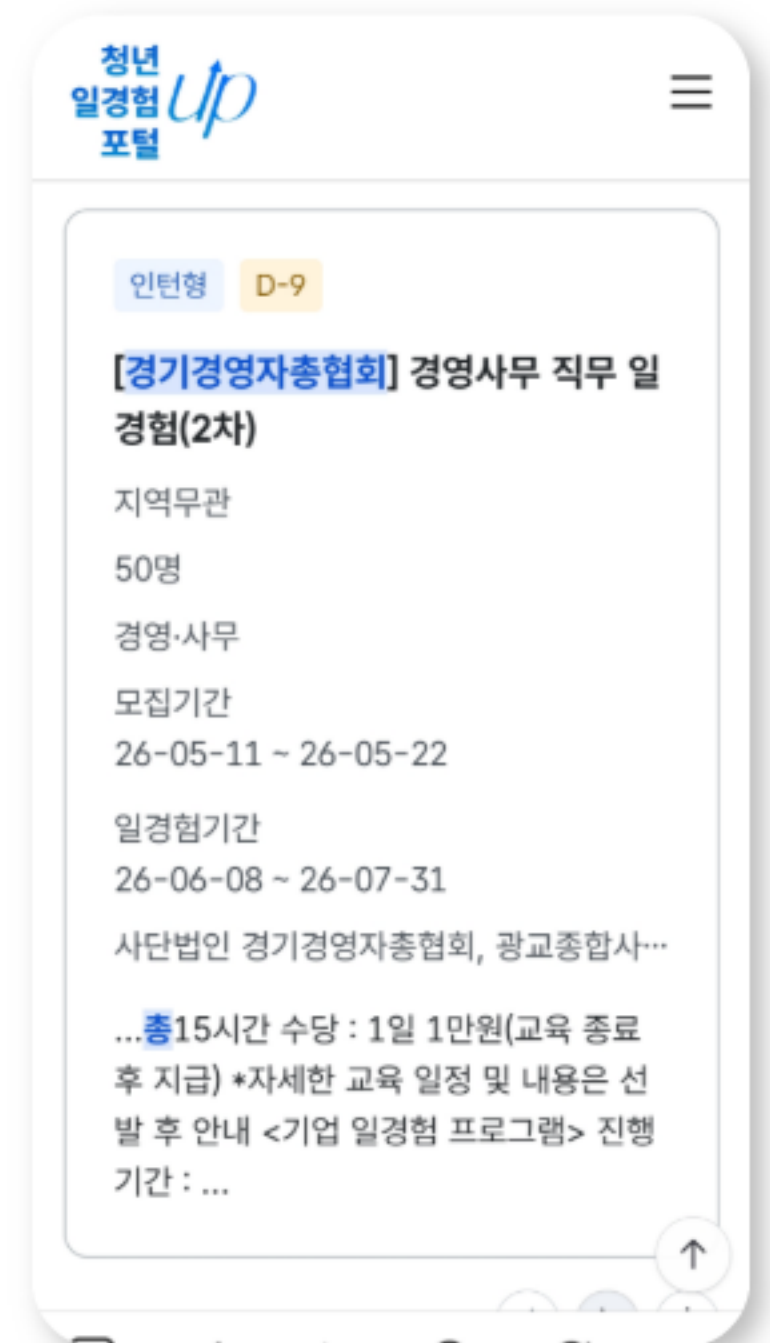 청년
일경험
포털
up
인턴형 D-9
[경기경영자총협회] 경영사무 직무 일
경험(2차)
지역무관
50명
경영·사무
모집기간
26-05-11 ~ 26-05-22
일경험기간
26-06-08 ~ 26-07-31
사단법인 경기경영자총협회, 광교종합사…
...총15시간 수당 : 1일 1만원(교육 종료
후 지급) *자세한 교육 일정 및 내용은 선
발 후 안내 <기업 일경험 프로그램> 진행
기간 : ...